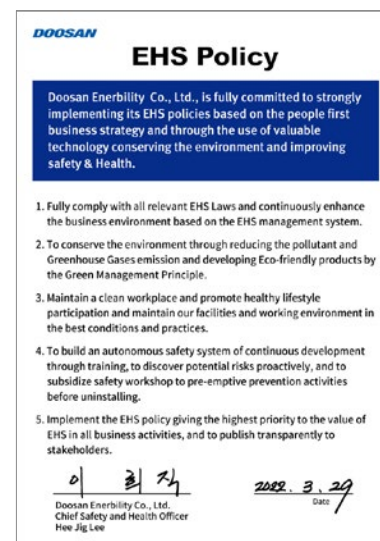 DOOSAN
EHS Policy
Doosan Enerbility Co., Ltd., is fully committed to strongly
implementing its EHS policies based on the people first
business strategy and through the use of valuable
technology conserving the environment and improving
safety & Health.
1. Fully comply with all relevant EHS Laws and continuously enhance
the business environment based on the EHS management system.
2. To conserve the environment through reducing the pollutant and
Greenhouse Gases emission and developing Eco-friendly products by
the Green Management Principle.
3. Maintain a clean workplace and promote healthy lifestyle
participation and maintain our facilities and working environment in
the best conditions and practices.
4. To build an autonomous safety system of continuous development
through training, to discover potential risks proactively, and to
subsidize safety workshop to pre-emptive prevention activities
before uninstalling.
5. Implement the EHS policy giving the highest priority to the value of
EHS in all business activities, and to publish transparently to
stakeholders.
이 희 직 2022. 3. 29
Doosan Enerbility Co., Ltd. Date
Chief Safety and Health Officer
Hee Jig Lee